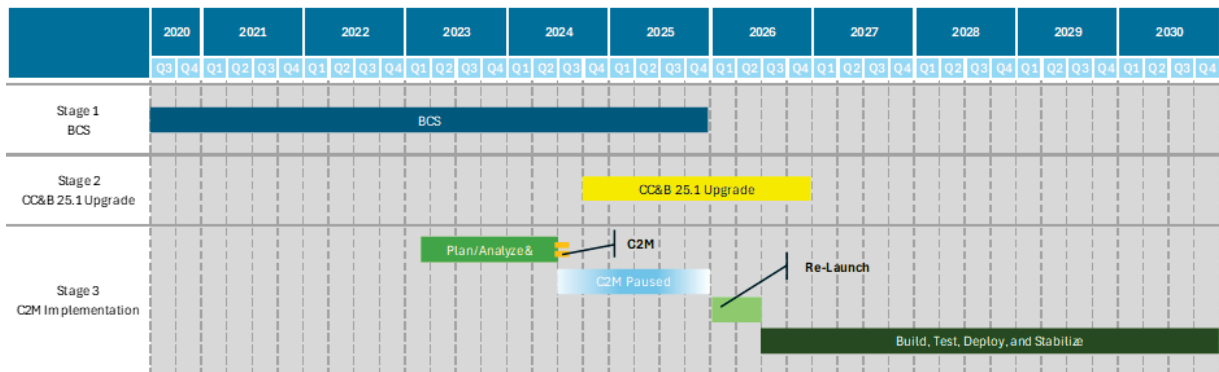 2020 2021 2022 2023 2024 2025 2026 2027 2028 2029 2030
Q3 Q4 Q1 Q2 Q3 Q4 Q1 Q2 Q3 Q4 Q1 Q2 Q3 Q4 Q1 Q2 Q3 Q4 Q1 Q2 Q3 Q4 Q1 Q2 Q3 Q4 Q1 Q2 Q3 Q4 Q1 Q2 Q3 Q4 Q1 Q2 Q3 Q4 Q1 Q2 Q3 Q4
Stage 1
BCS
BCS
Stage 2
CC&B 25.1 Upgrade
CC&B 25.1 Upgrade
Stage 3
C2M Implementation
Plan/Analyze &
C2M
C2M Paused
Re-Launch
Build, Test, Deploy, and Stabilize